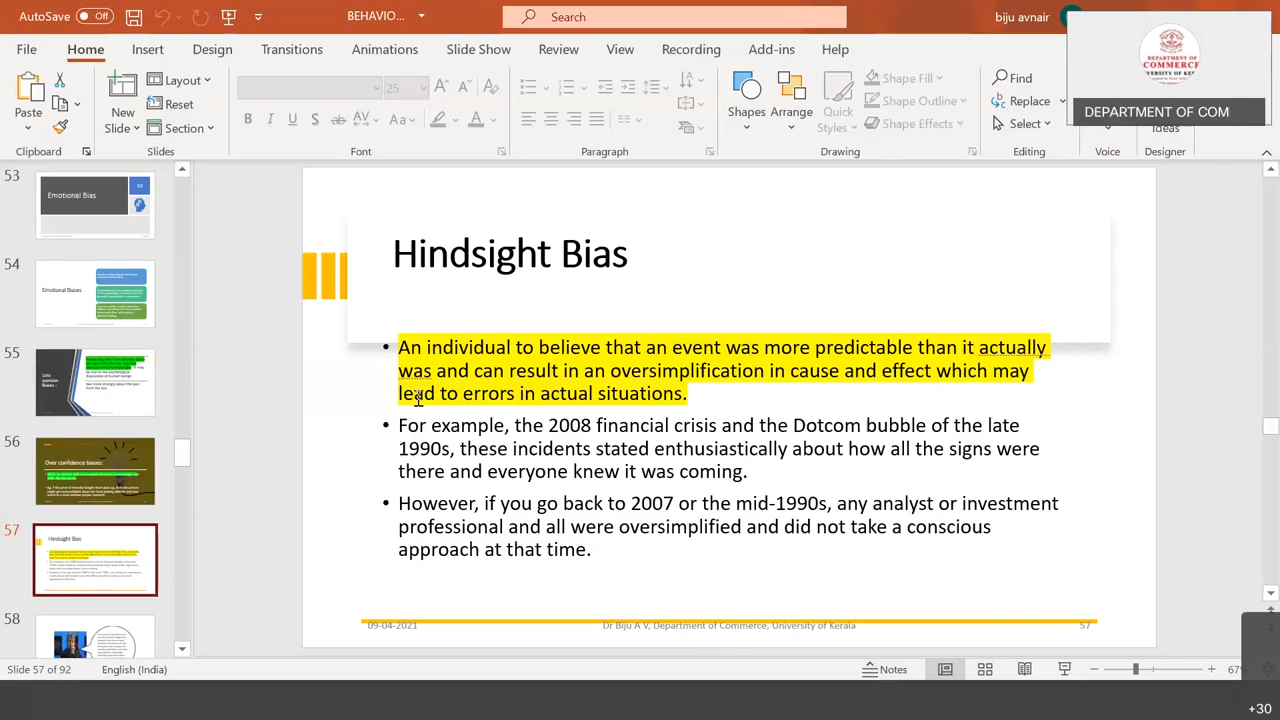 AutoSave Off BEHAVIO... Search biju avnair
File Home Insert Design Transitions Animations Slide Show Review View Recording Add-ins Help
Paste New Slide Layout Reset Section
25 A
B I U S AV Aa A
Shapes Arrange Quick Styles Shape Fill Shape Outline Shape Effects
Find Replace Select
Ideas
Clipboard Slides Font Paragraph Drawing Editing Voice Designer
DEPARTMENT OF
COMMERCE
DEPARTMENT OF COM
53
Emotional Bias
54
Emotional Biases
55
56
Over confidence biases:
57
Hindsight Bias
58
Hindsight Bias
• An individual to believe that an event was more predictable than it actually
was and can result in an oversimplification in cause and effect which may
lead to errors in actual situations.
• For example, the 2008 financial crisis and the Dotcom bubble of the late
1990s, these incidents stated enthusiastically about how all the signs were
there and everyone knew it was coming.
• However, if you go back to 2007 or the mid-1990s, any analyst or investment
professional and all were oversimplified and did not take a conscious
approach at that time.
09-04-2021 Dr Biju A V, Department of Commerce, University of Kerala 57
Slide 57 of 92 English (India) Notes 67%
+30